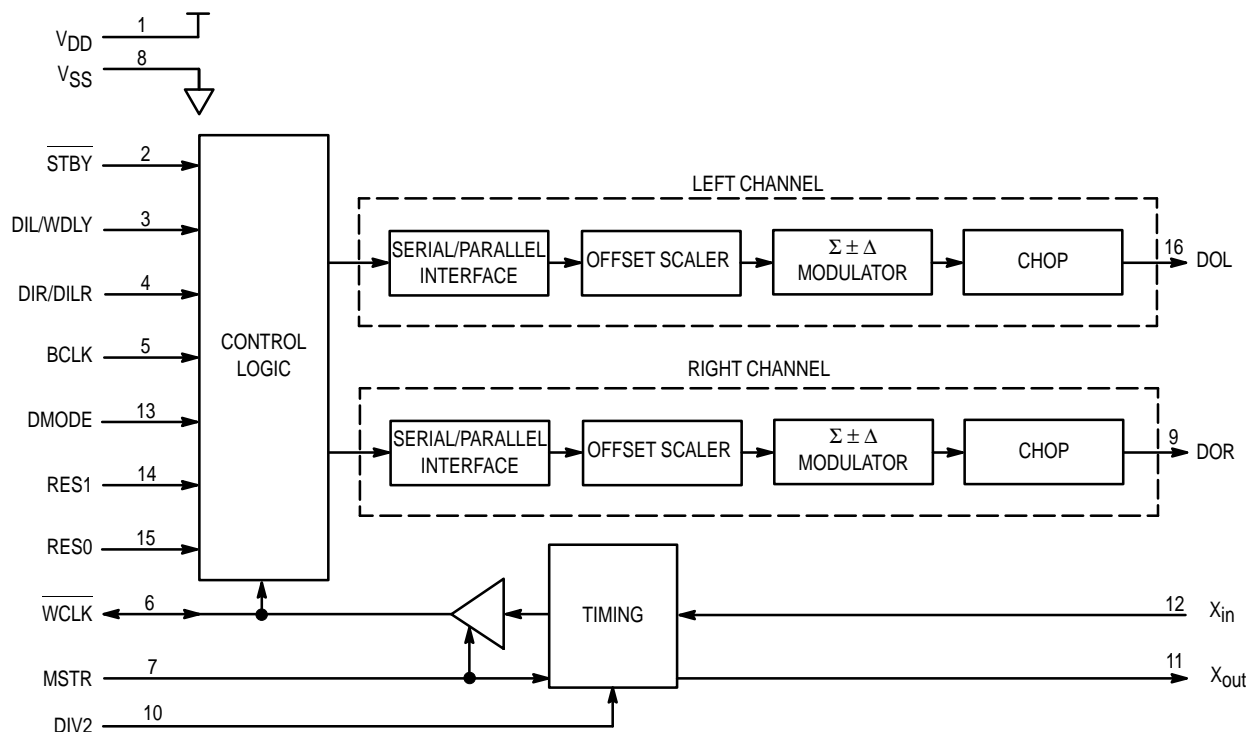 1
VDD
8
VSS
STBY
2
DIL/WDLY
3
DIR/DILR
4
BCLK
5
DMODE
13
RES1
14
RES0
15
WCLK
6
MSTR
7
DIV2
10
CONTROL
LOGIC
LEFT CHANNEL
SERIAL/PARALLEL
INTERFACE
OFFSET SCALER
Σ ± Δ
MODULATOR
CHOP
16
DOL
RIGHT CHANNEL
SERIAL/PARALLEL
INTERFACE
OFFSET SCALER
Σ ± Δ
MODULATOR
CHOP
9
DOR
TIMING
12
Xin
11
Xout